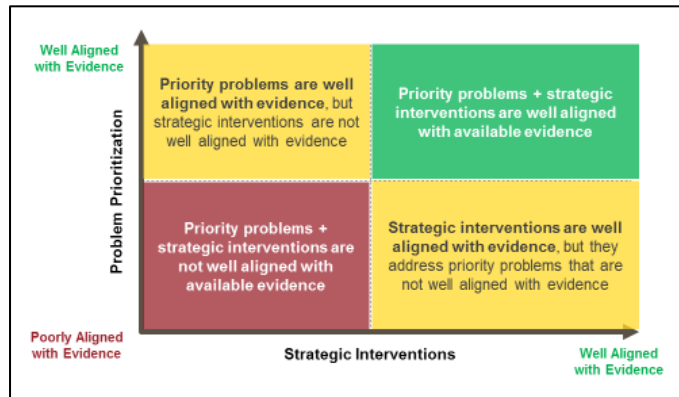 Well Aligned
with Evidence
Priority problems are well
aligned with evidence, but
strategic interventions are not
well aligned with evidence
Priority problems + strategic
interventions are well aligned
with available evidence
Problem Prioritization
Priority problems +
strategic interventions are
not well aligned with
available evidence
Strategic interventions are well
aligned with evidence, but they
address priority problems that are
not well aligned with evidence
Poorly Aligned
with Evidence
Strategic Interventions
Well Aligned
with Evidence